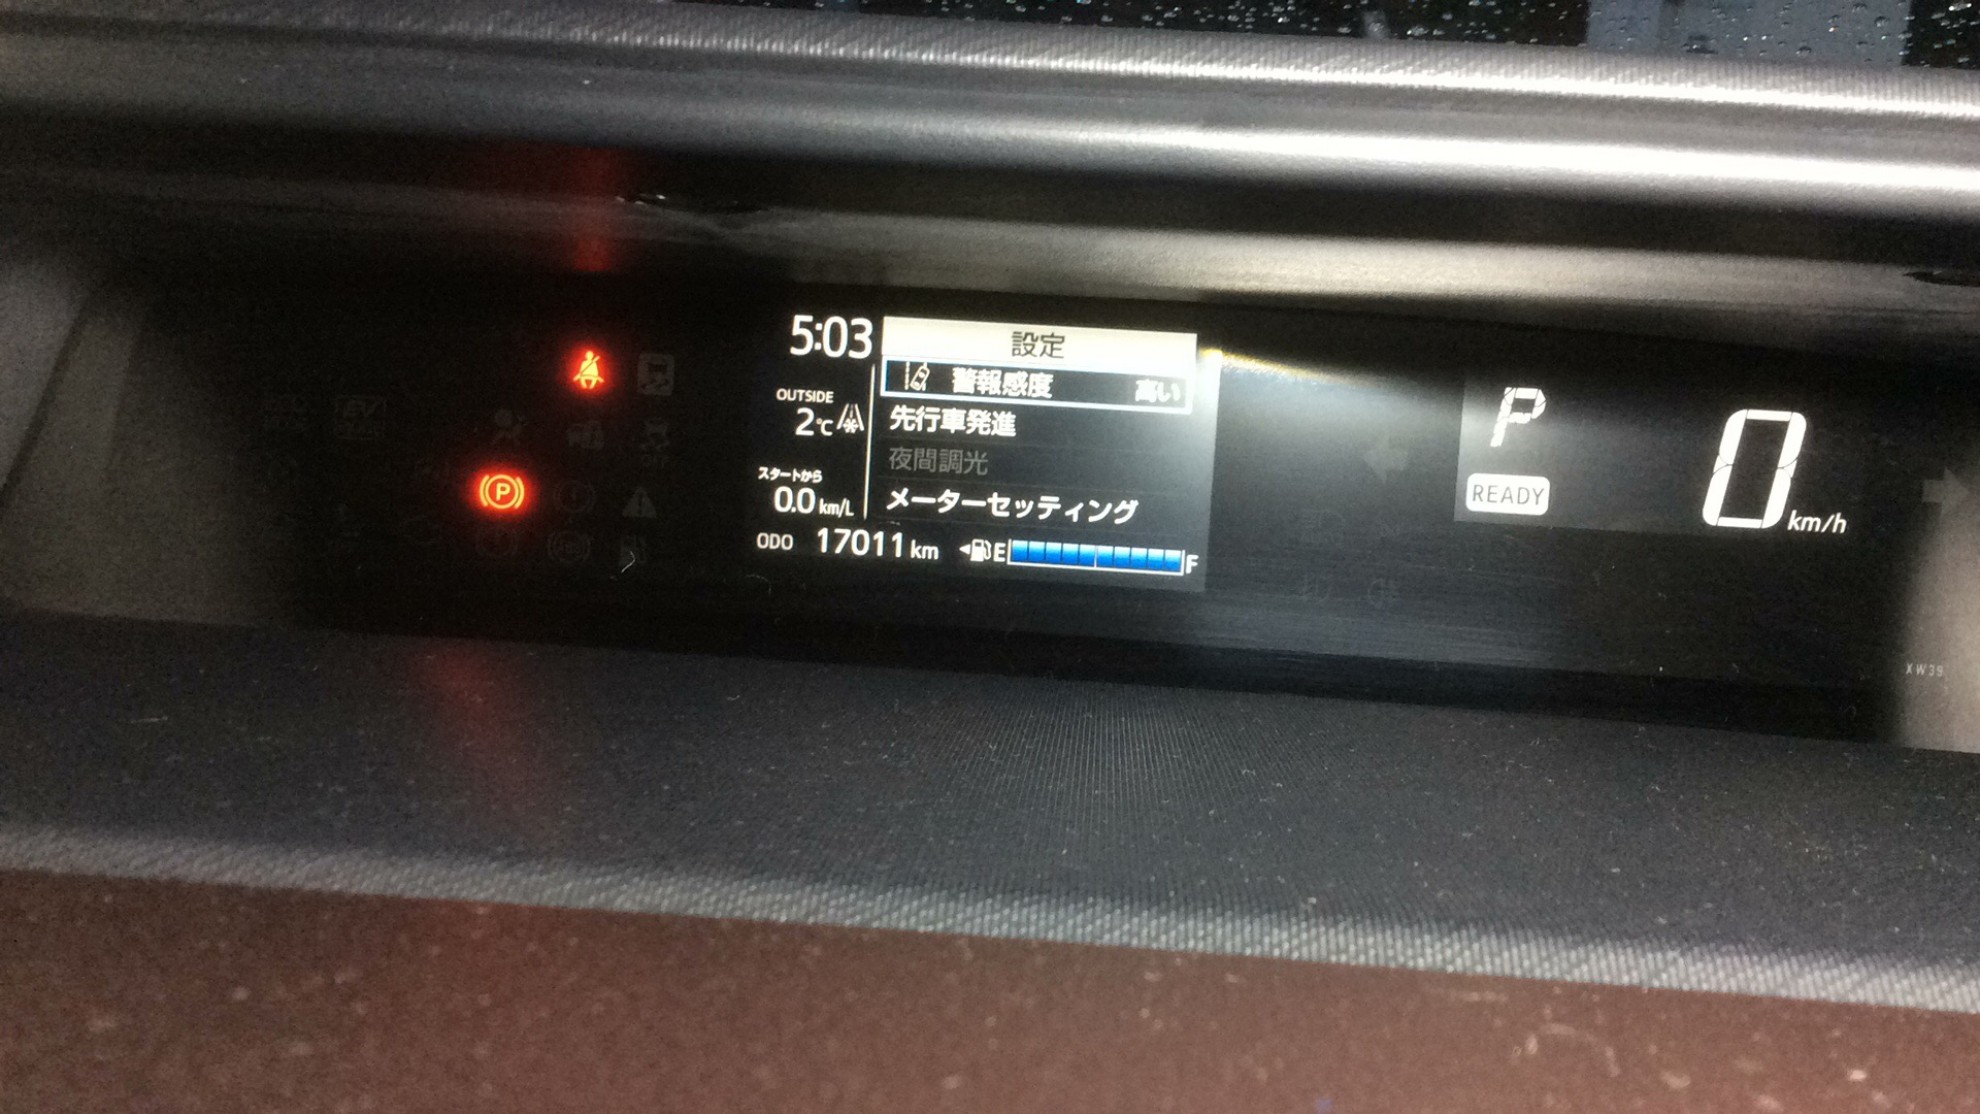 5:03
設定
警報感度 高い
OUTSIDE
2℃
先行車発進
夜間調光
スタートから
0.0 km/L
メーターセッティング
ODO 17011 km
E F
P
READY
0 km/h
XW39